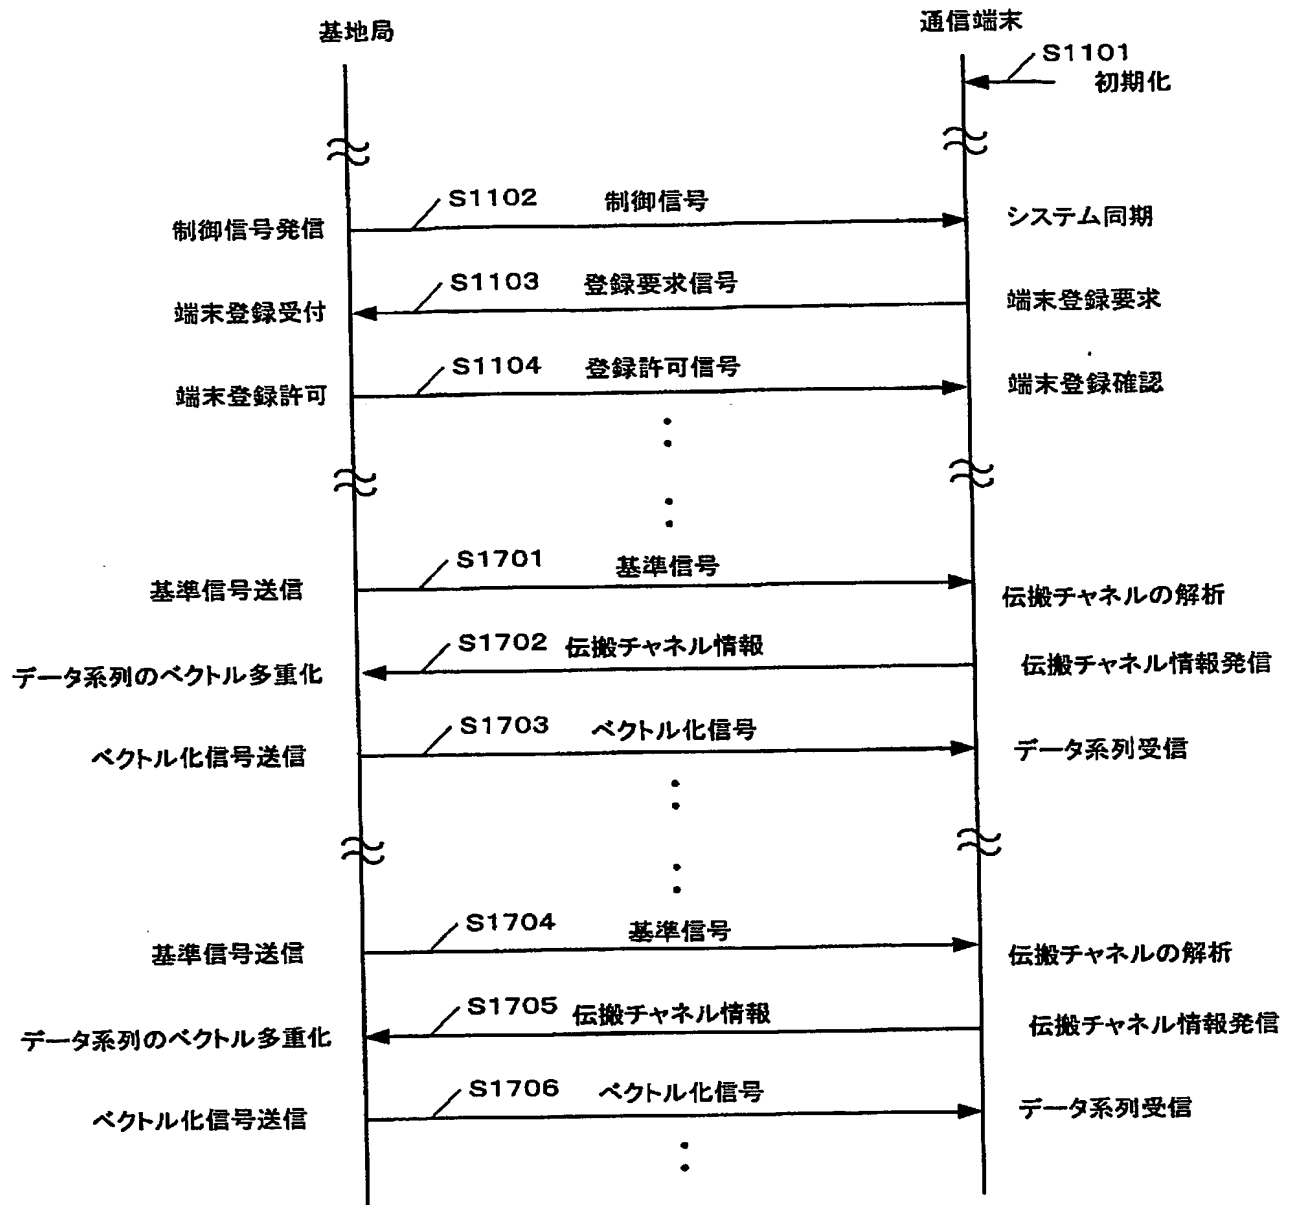 基地局
通信端末
S1101
初期化
S1102
制御信号
制御信号発信
システム同期
S1103
登録要求信号
端末登録受付
端末登録要求
S1104
登録許可信号
端末登録許可
端末登録確認
S1701
基準信号
基準信号送信
伝搬チャネルの解析
S1702
伝搬チャネル情報
データ系列のベクトル多重化
伝搬チャネル情報発信
S1703
ベクトル化信号
ベクトル化信号送信
データ系列受信
S1704
基準信号
基準信号送信
伝搬チャネルの解析
S1705
伝搬チャネル情報
データ系列のベクトル多重化
伝搬チャネル情報発信
S1706
ベクトル化信号
ベクトル化信号送信
データ系列受信